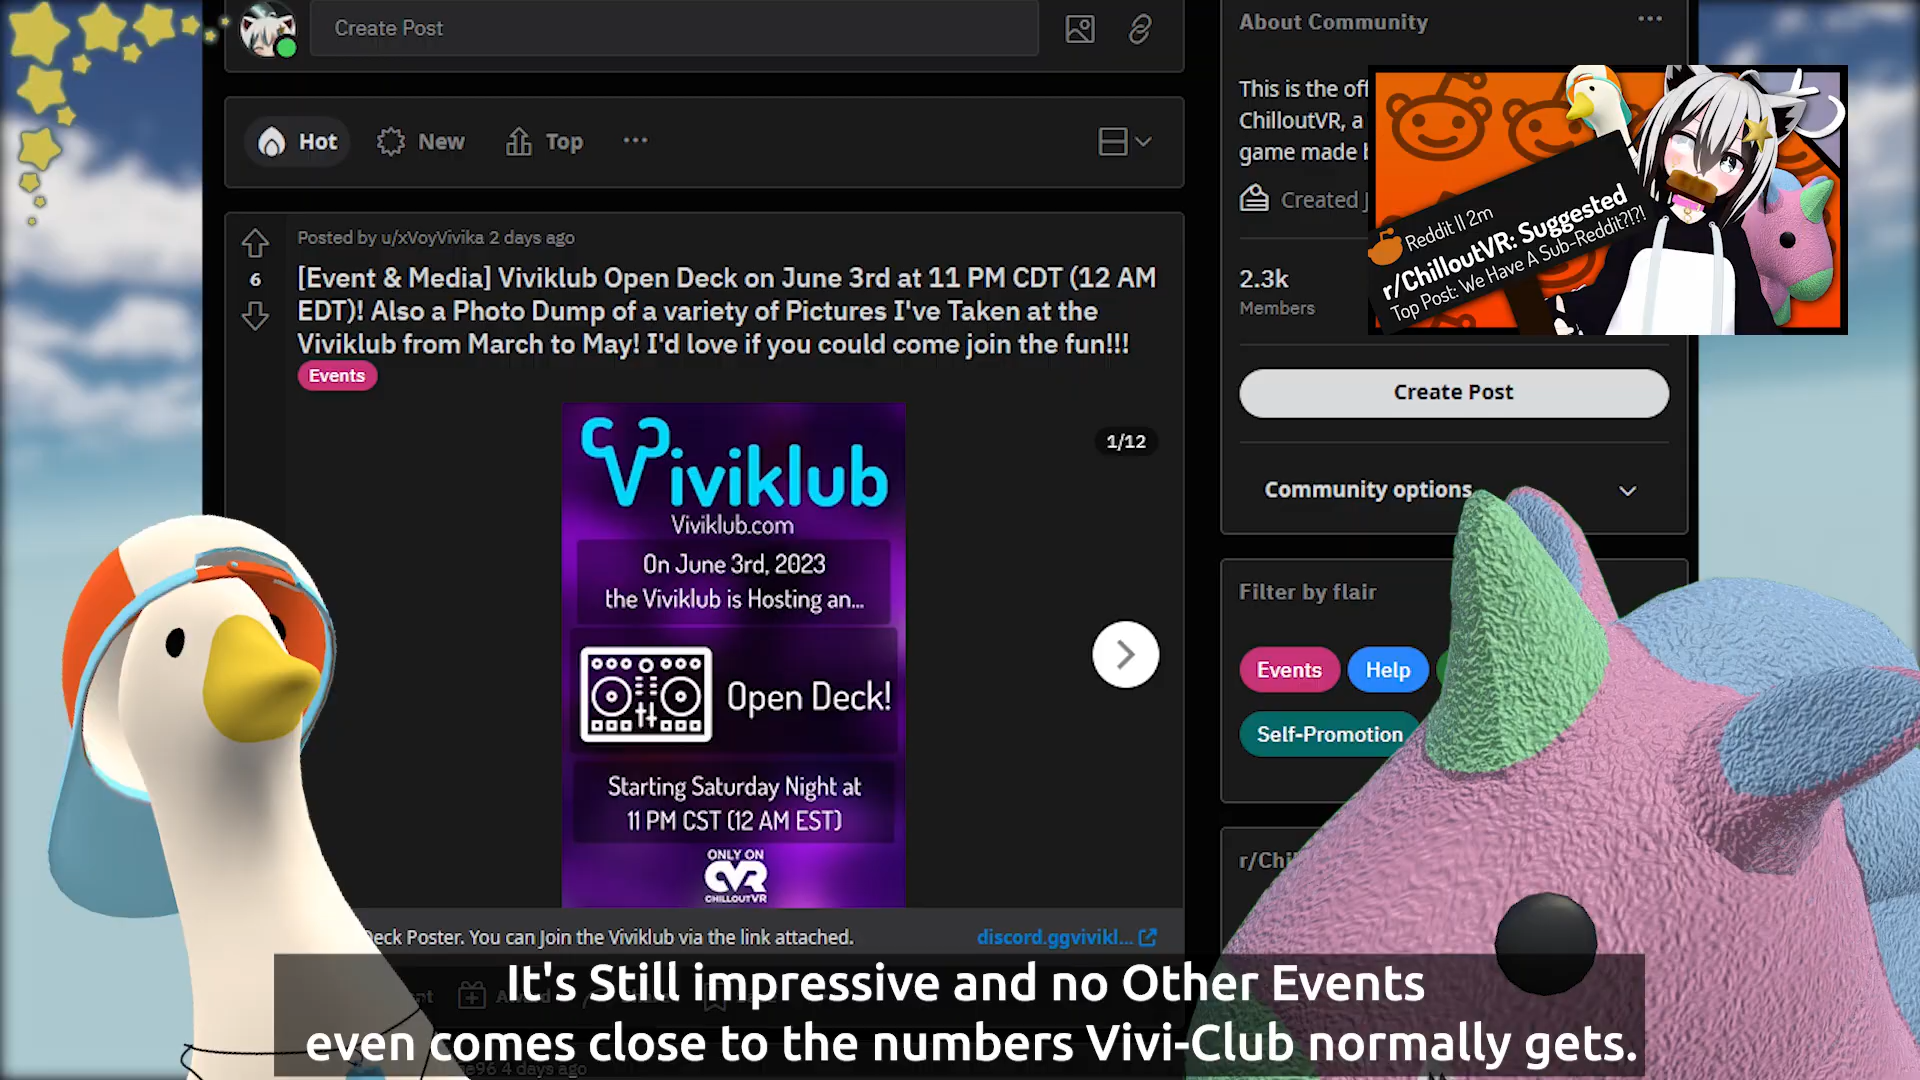 Create Post
About Community
This is the off
ChilloutVR, a
game made b
Created J
Reddit || 2m
r/ChilloutVR: Suggested
Top Post: We Have A Sub-Reddit?!?!
Hot
New
Top
Posted by u/xVoyVivika 2 days ago
6
[Event & Media] Viviklub Open Deck on June 3rd at 11 PM CDT (12 AM
EDT)! Also a Photo Dump of a variety of Pictures I've Taken at the
Viviklub from March to May! I'd love if you could come join the fun!!!
Events
2.3k
Members
Create Post
Community options
1/12
Viviklub
Viviklub.com
On June 3rd, 2023
the Viviklub is Hosting an...
Open Deck!
Starting Saturday Night at
11 PM CST (12 AM EST)
ONLY ON
CVR
CHILLOUTVR
Filter by flair
Events
Help
Self-Promotion
r/Chi
Deck Poster. You can Join the Viviklub via the link attached.
discord.ggvivikl...
It's Still impressive and no Other Events
even comes close to the numbers Vivi-Club normally gets.
4 days ago